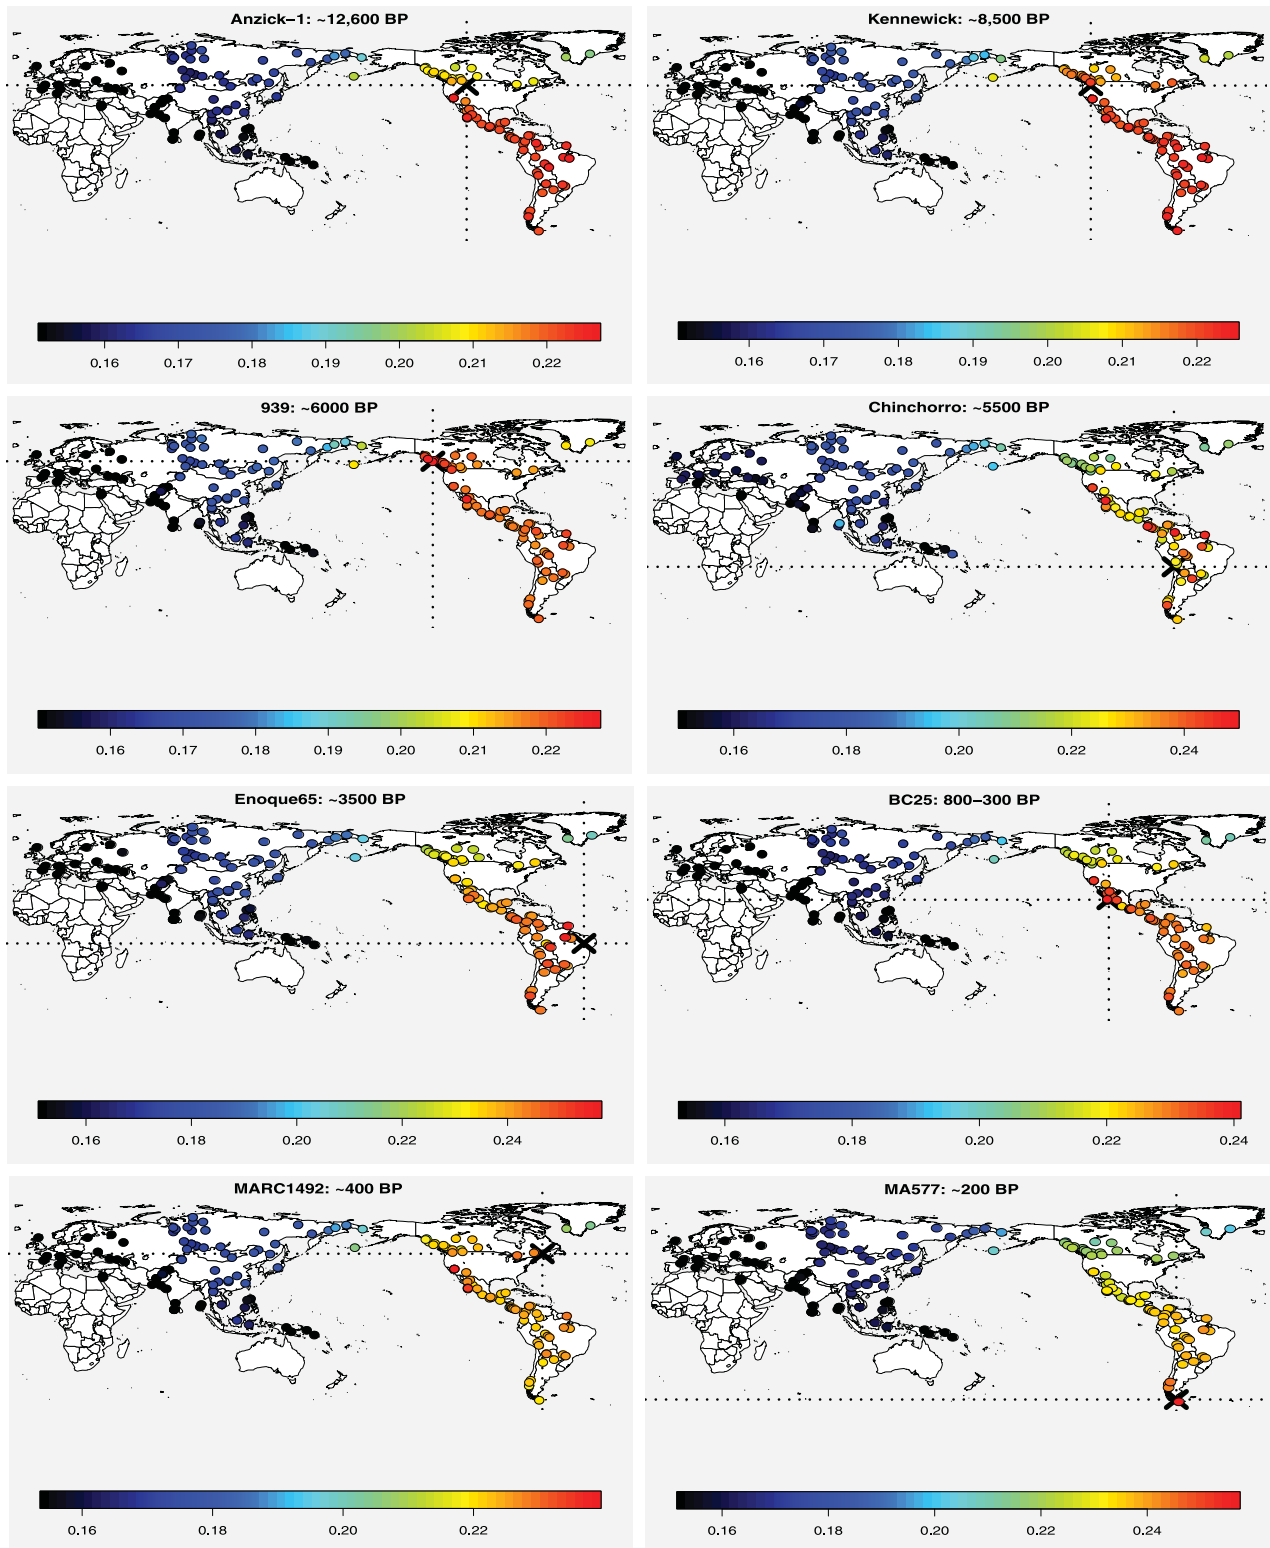 Anzick−1: ~12,600 BP
0.16 0.17 0.18 0.19 0.20 0.21 0.22
Kennewick: ~8,500 BP
0.16 0.17 0.18 0.19 0.20 0.21 0.22
939: ~6000 BP
0.16 0.17 0.18 0.19 0.20 0.21 0.22
Chinchorro: ~5500 BP
0.16 0.18 0.20 0.22 0.24
Enoque65: ~3500 BP
0.16 0.18 0.20 0.22 0.24
BC25: 800−300 BP
0.16 0.18 0.20 0.22 0.24
MARC1492: ~400 BP
0.16 0.18 0.20 0.22
MA577: ~200 BP
0.16 0.18 0.20 0.22 0.24